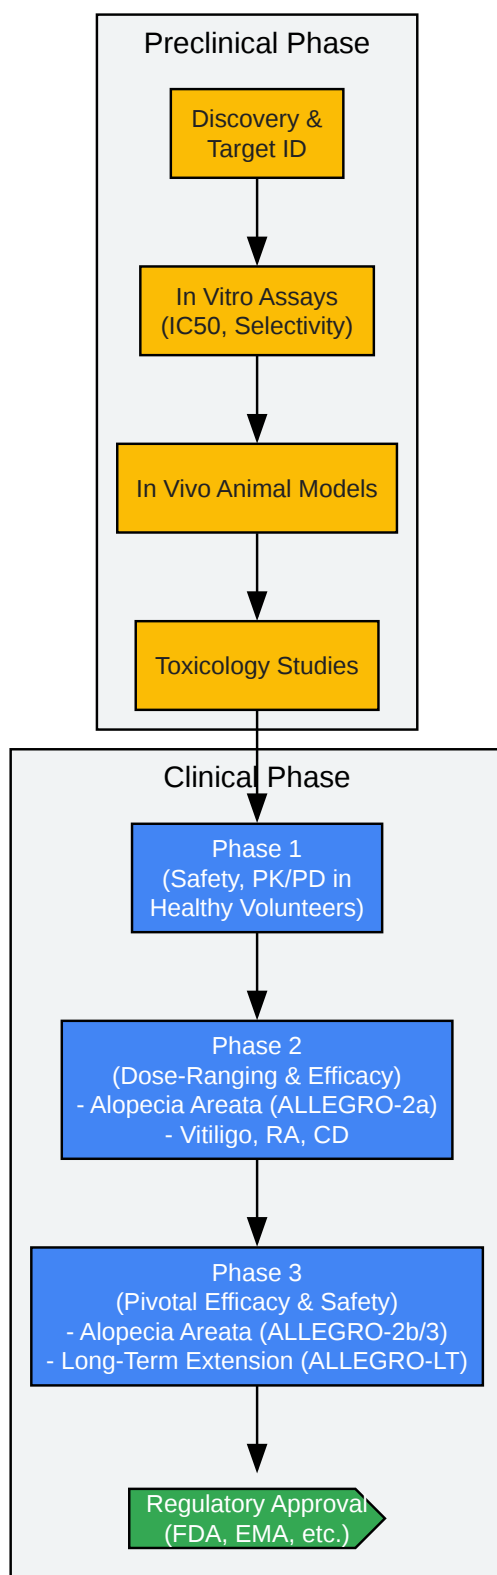 Preclinical Phase
Discovery &
Target ID
In Vitro Assays
(IC50, Selectivity)
In Vivo Animal Models
Toxicology Studies
Clinical Phase
Phase 1
(Safety, PK/PD in
Healthy Volunteers)
Phase 2
(Dose-Ranging & Efficacy)
- Alopecia Areata (ALLEGRO-2a)
- Vitiligo, RA, CD
Phase 3
(Pivotal Efficacy & Safety)
- Alopecia Areata (ALLEGRO-2b/3)
- Long-Term Extension (ALLEGRO-LT)
Regulatory Approval
(FDA, EMA, etc.)